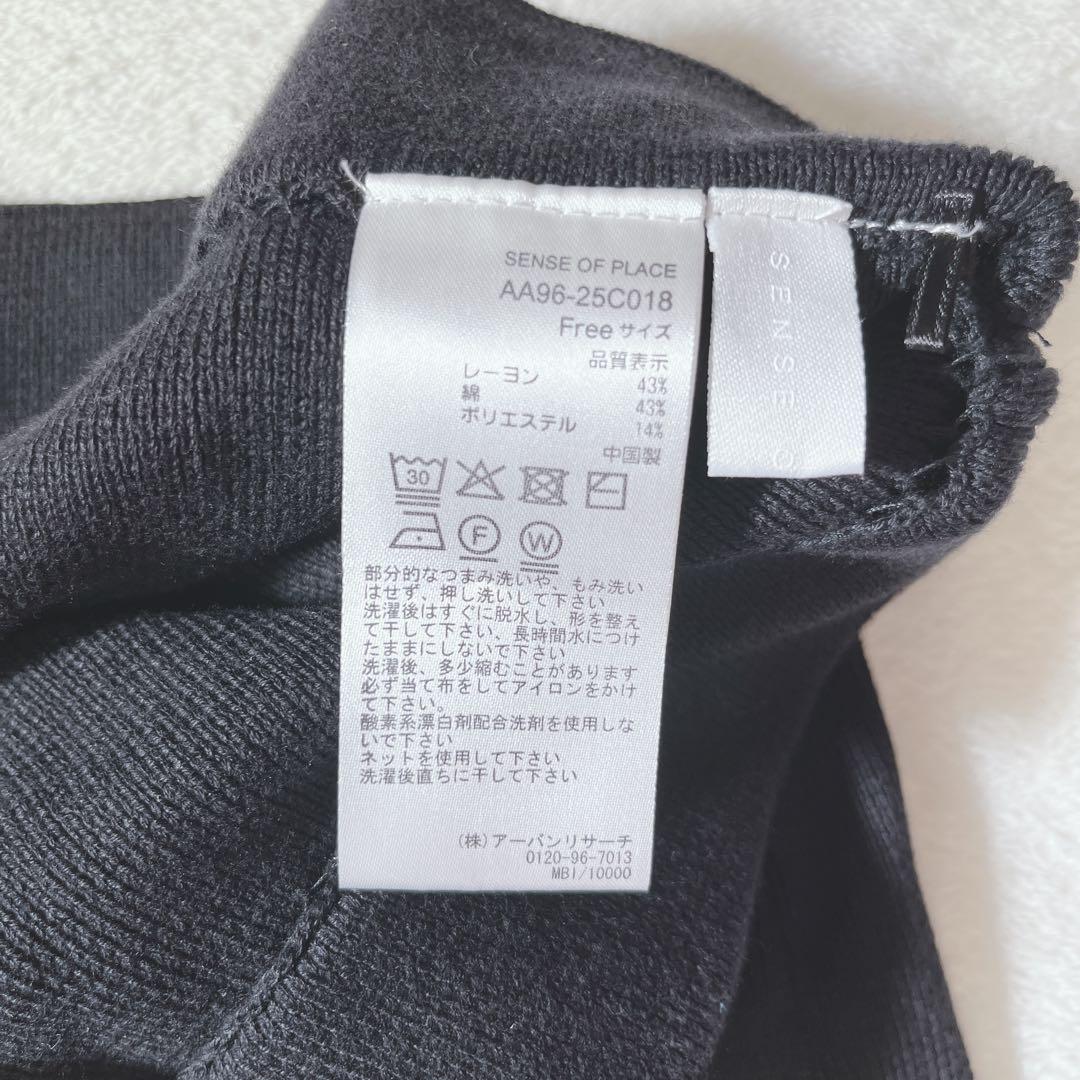 SENSE OF PLACE
AA96-25C018
Free サイズ
品質表示
レーヨン 43%
綿 43%
ポリエステル 14%
中国製
30
F W
部分的なつまみ洗いや、もみ洗い
はせず、押し洗いして下さい
洗濯後はすぐに脱水し、形を整え
て干して下さい、長時間水につけ
たままにしないで下さい
洗濯後、多少縮むことがあります
必ず当て布をしてアイロンをかけ
て下さい。
酸素系漂白剤配合洗剤を使用しな
いで下さい
ネットを使用して下さい
洗濯後直ちに干して下さい
(株)アーバンリサーチ
0120-96-7013
MBI/10000
SENSE O